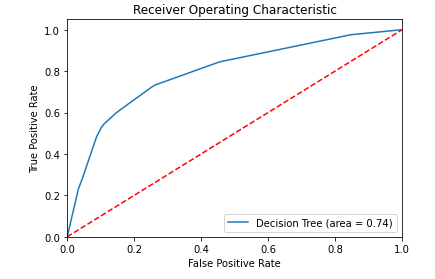 Receiver Operating Characteristic
1.0
0.8
0.6
0.4
0.2
0.0
True Positive Rate
Decision Tree (area = 0.74)
0.0 0.2 0.4 0.6 0.8 1.0
False Positive Rate